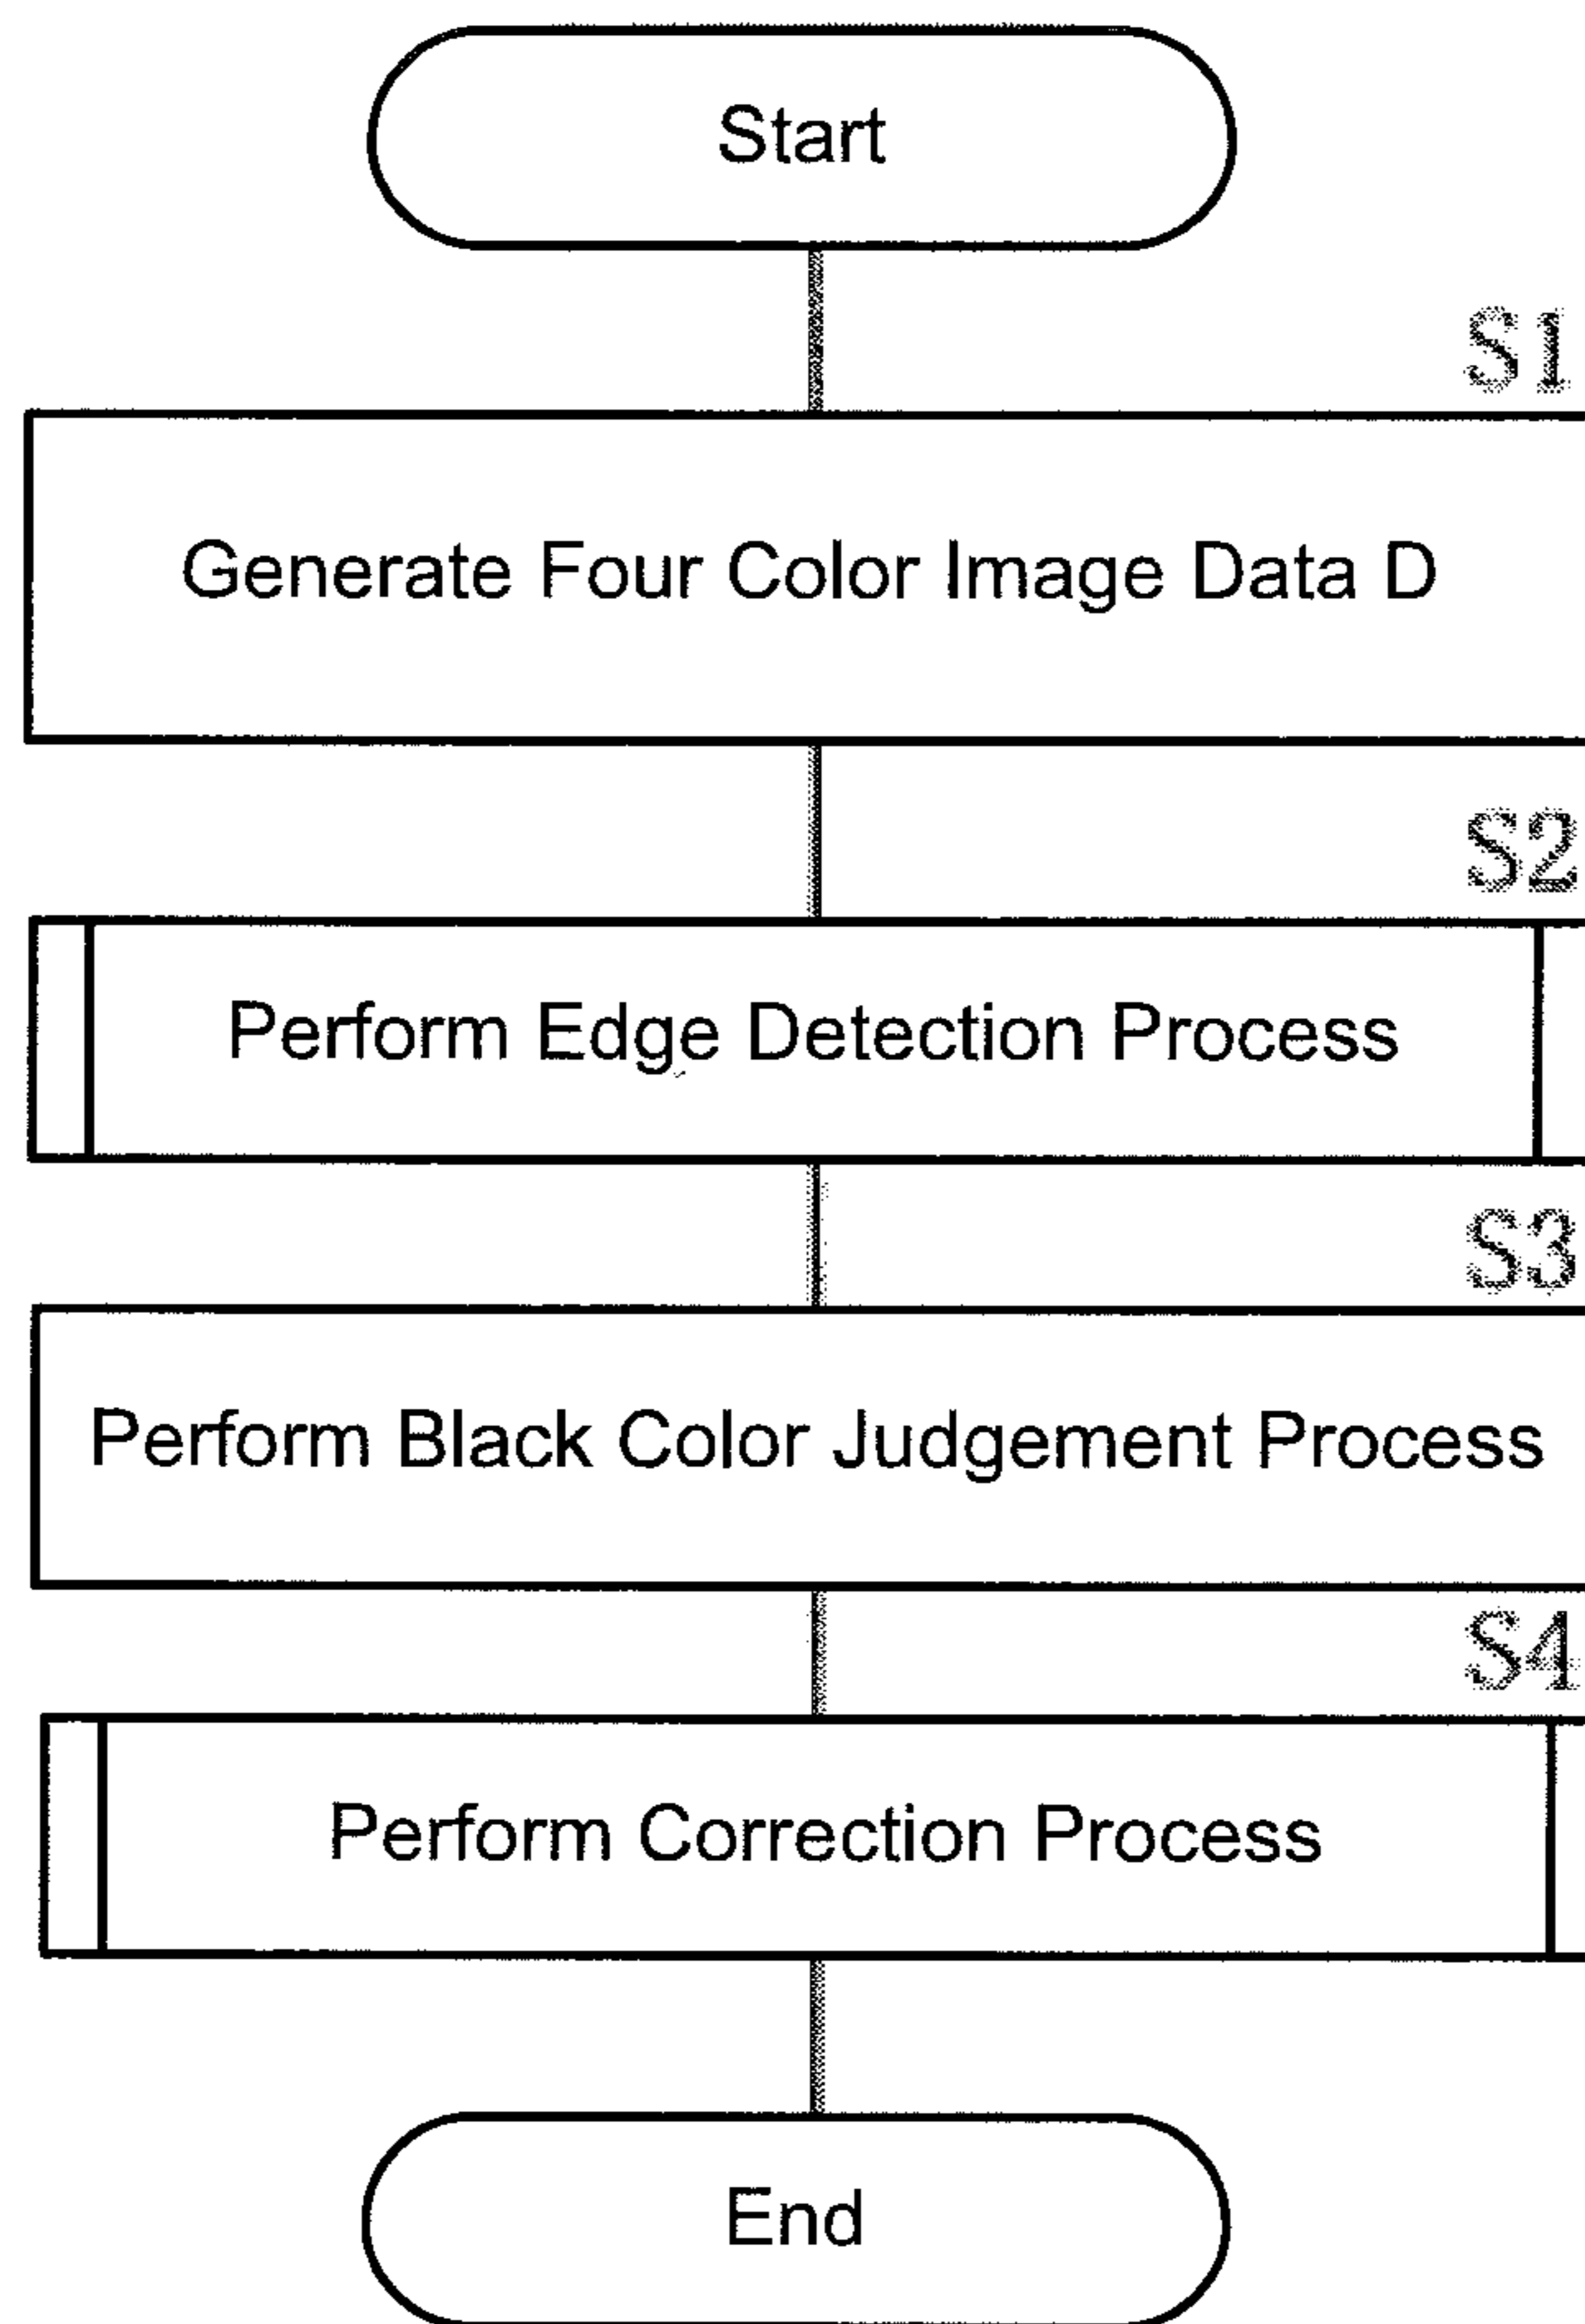 Start
S1
Generate Four Color Image Data D
S2
Perform Edge Detection Process
S3
Perform Black Color Judgement Process
S4
Perform Correction Process
End